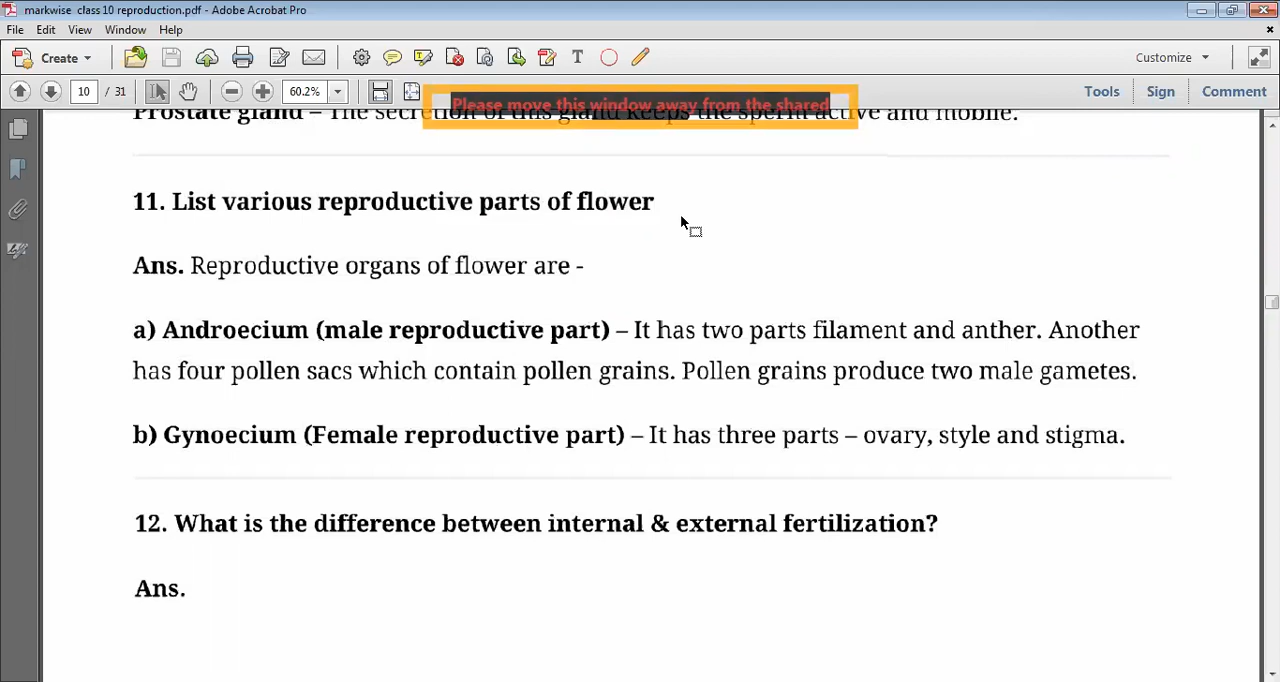 markwise class 10 reproduction.pdf - Adobe Acrobat Pro
File Edit View Window Help
Create Customize
10 / 31 60.2% Tools Sign Comment
Please move this window away from the shared
Prostate gland – The secretion of this gland keeps the sperm active and mobile.
11. List various reproductive parts of flower
Ans. Reproductive organs of flower are -
a) Androecium (male reproductive part) – It has two parts filament and anther. Another
has four pollen sacs which contain pollen grains. Pollen grains produce two male gametes.
b) Gynoecium (Female reproductive part) – It has three parts – ovary, style and stigma.
12. What is the difference between internal & external fertilization?
Ans.